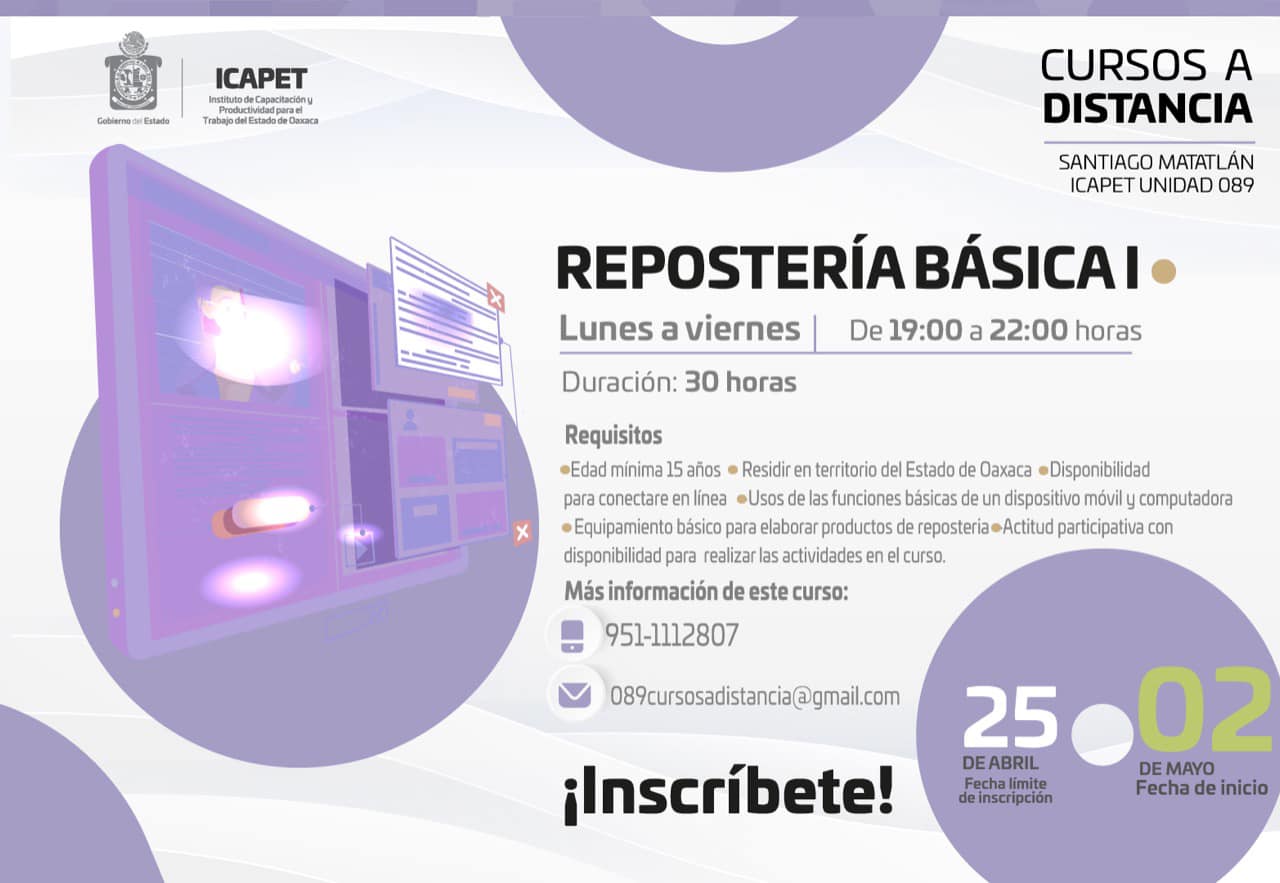 Gobierno del Estado
ICAPET
Instituto de Capacitación y
Productividad para el
Trabajo del Estado de Oaxaca
CURSOS A
DISTANCIA
SANTIAGO MATATLÁN
ICAPET UNIDAD 089
REPOSTERÍA BÁSICA I
Lunes a viernes | De 19:00 a 22:00 horas
Duración: 30 horas
Requisitos
•Edad mínima 15 años • Residir en territorio del Estado de Oaxaca •Disponibilidad
para conectare en línea •Usos de las funciones básicas de un dispositivo móvil y computadora
•Equipamiento básico para elaborar productos de reposteria•Actitud participativa con
disponibilidad para realizar las actividades en el curso.
Más información de este curso:
951-1112807
089cursosadistancia@gmail.com
¡Inscríbete!
25
DE ABRIL
Fecha límite
de inscripción
02
DE MAYO
Fecha de inicio